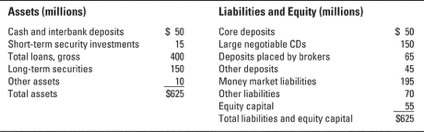 Assets (millions)
Cash and interbank deposits $ 50
Short-term security investments 15
Total loans, gross 400
Long-term securities 150
Other assets 10
Total assets $625
Liabilities and Equity (millions)
Core deposits $ 50
Large negotiable CDs 150
Deposits placed by brokers 65
Other deposits 45
Money market liabilities 195
Other liabilities 70
Equity capital 55
Total liabilities and equity capital $625